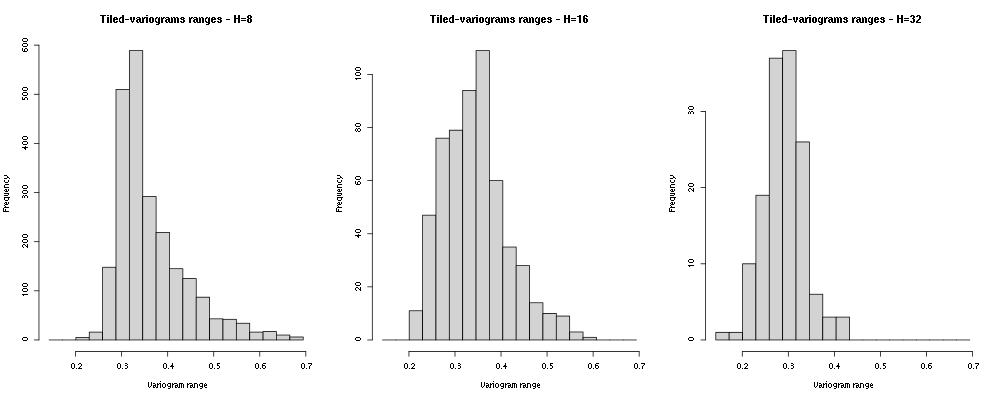 Tiled-variograms ranges - H=8
Tiled-variograms ranges - H=16
Tiled-variograms ranges - H=32
Frequency
0
100
200
300
400
500
600
0.2 0.3 0.4 0.5 0.6 0.7
Variogram range
Frequency
0
20
40
60
80
100
0.2 0.3 0.4 0.5 0.6 0.7
Variogram range
Frequency
0
10
20
30
0.2 0.3 0.4 0.5 0.6 0.7
Variogram range